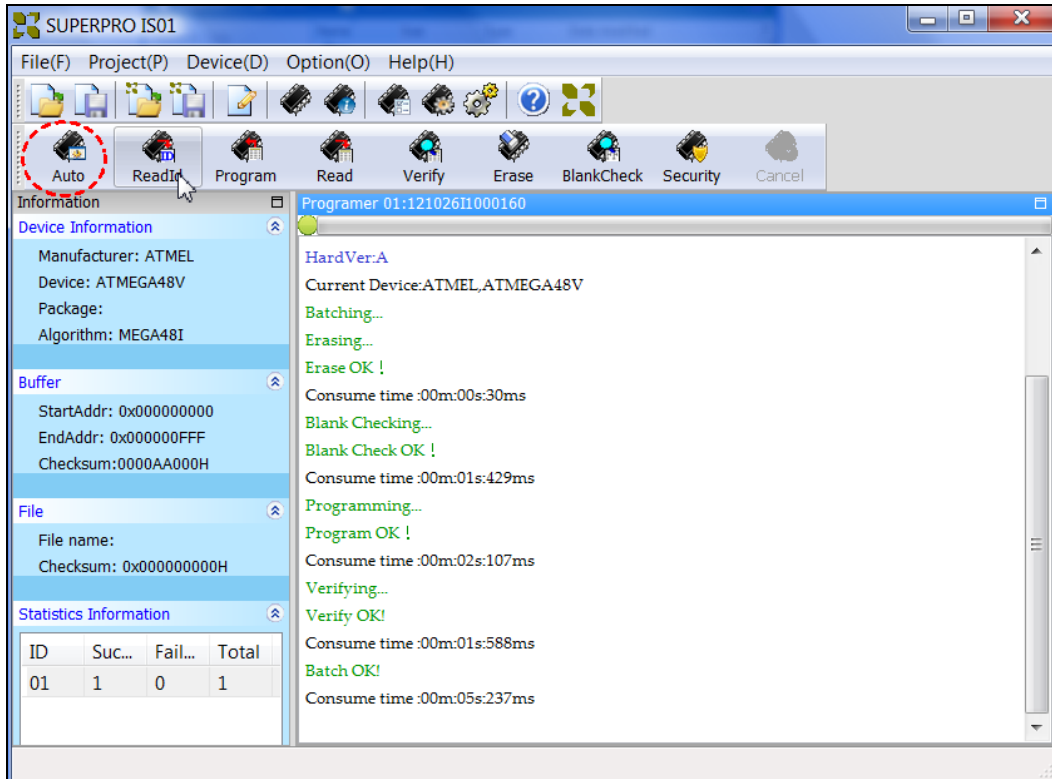 SUPERPRO IS01
File(F) Project(P) Device(D) Option(O) Help(H)
Auto ReadId Program Read Verify Erase BlankCheck Security Cancel
Information
Device Information
Manufacturer: ATMEL
Device: ATMEGA48V
Package:
Algorithm: MEGA48I
Buffer
StartAddr: 0x000000000
EndAddr: 0x000000FFF
Checksum:0000AA000H
File
File name:
Checksum: 0x000000000H
Statistics Information
ID Suc... Fail... Total
01 1 0 1
Programer 01:121026I1000160
HardVer:A
Current Device:ATMEL,ATMEGA48V
Batching...
Erasing...
Erase OK !
Consume time :00m:00s:30ms
Blank Checking...
Blank Check OK !
Consume time :00m:01s:429ms
Programming...
Program OK !
Consume time :00m:02s:107ms
Verifying...
Verify OK!
Consume time :00m:01s:588ms
Batch OK!
Consume time :00m:05s:237ms